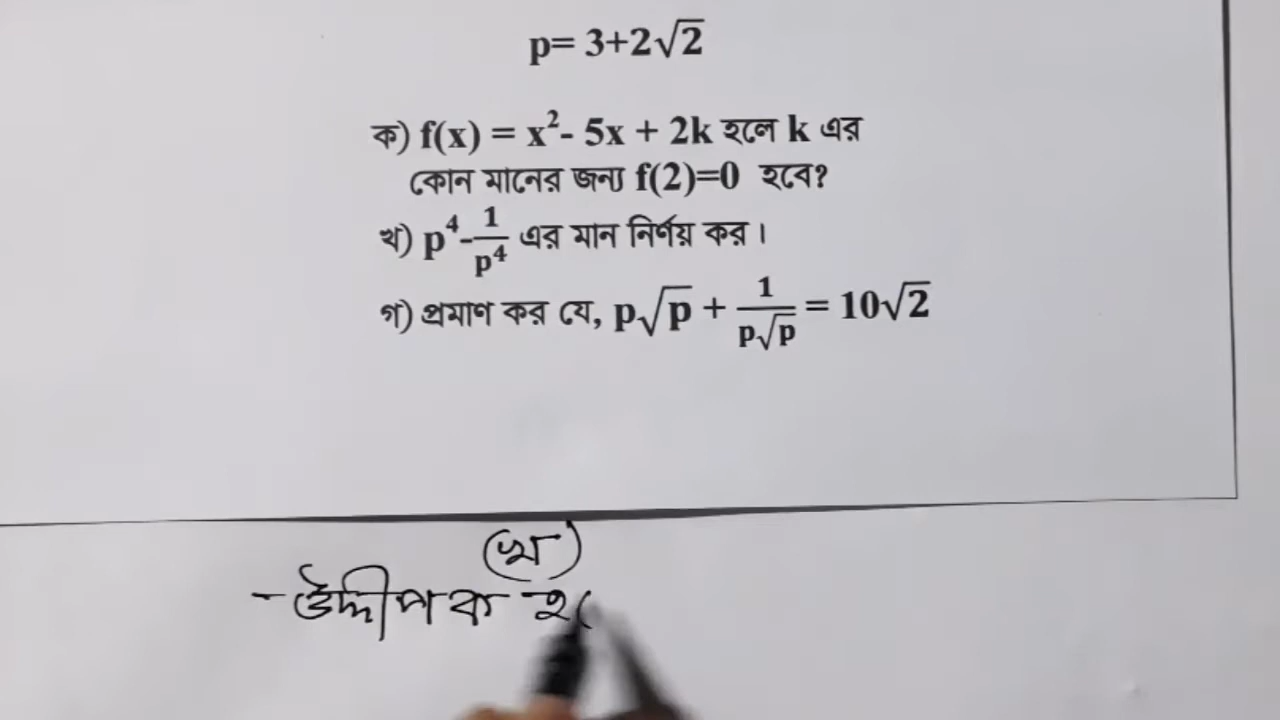 p= 3+2√2
ক) f(x) = x²- 5x + 2k হলে k এর
কোন মানের জন্য f(2)=0 হবে?
খ) p⁴-1/p⁴ এর মান নির্ণয় কর।
গ) প্রমাণ কর যে, p√p + 1/p√p = 10√2
(খ)
উদ্দীপক